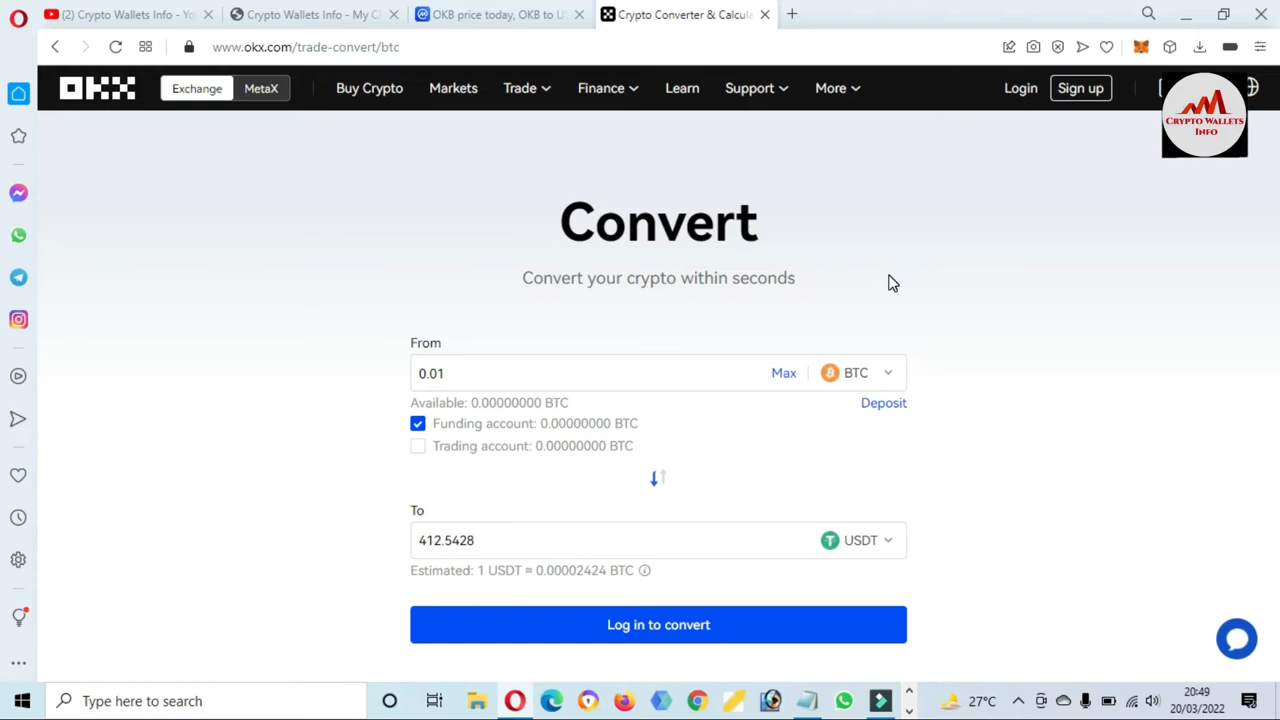 (2) Crypto Wallets Info - Yo
Crypto Wallets Info - My C
OKB price today, OKB to U
Crypto Converter & Calcula
www.okx.com/trade-convert/btc
OKX
Exchange
MetaX
Buy Crypto
Markets
Trade
Finance
Learn
Support
More
Login
Sign up
CRYPTO WALLETS
INFO
Convert
Convert your crypto within seconds
From
0.01
Max
BTC
Available: 0.00000000 BTC
Deposit
Funding account: 0.00000000 BTC
Trading account: 0.00000000 BTC
To
412.5428
USDT
Estimated: 1 USDT ≈ 0.00002424 BTC
Log in to convert
Type here to search
27°C
20:49
20/03/2022